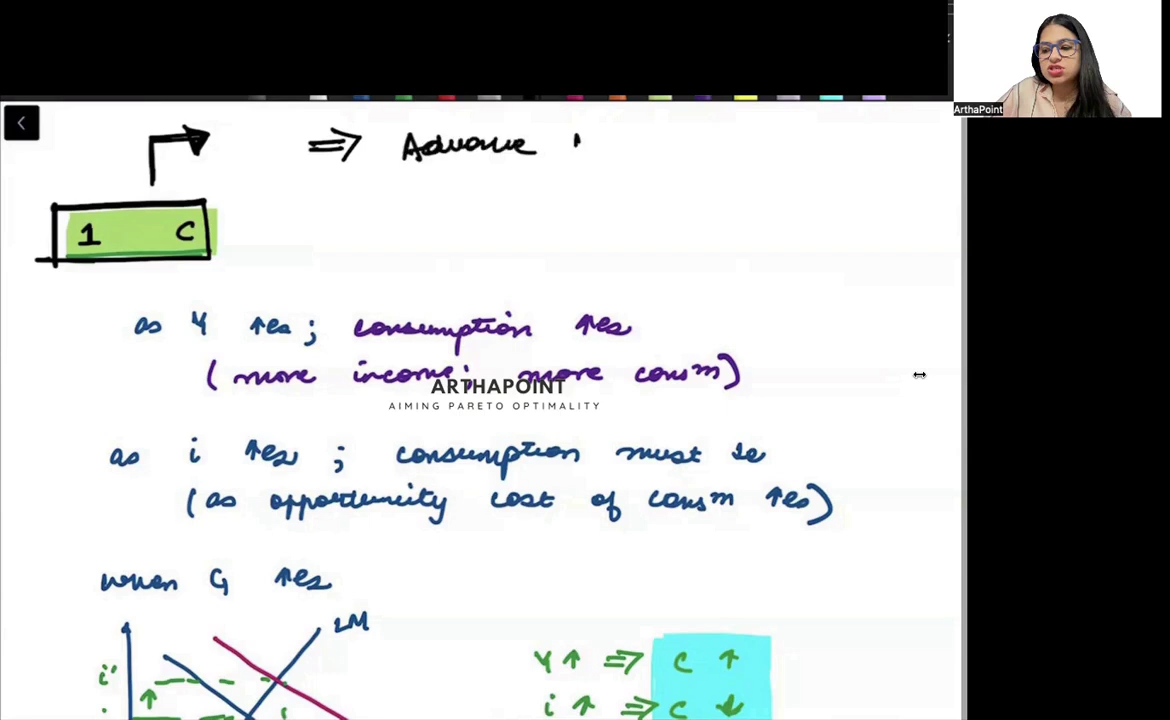 ArthaPoint
⇒ Advance
1 C
as Y ↑es; consumption ↑es
(more income; more consm)
ARTHAPOINT
AIMING PARETO OPTIMALITY
as i ↑es ; consumption must ↓e
(as opportunity cost of consm ↑es)
when G ↑es
LM
i''
Y ↑ ⇒ C ↑
i ↑ ⇒ C ↓